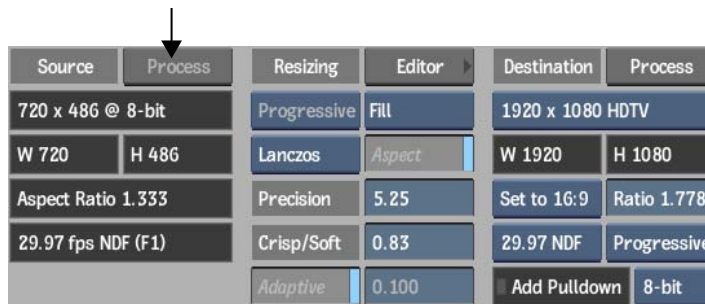 Source Process Resizing Editor Destination Process
720 x 486 @ 8-bit Progressive Fill 1920 x 1080 HDTV
W 720 H 486 Lanczos Aspect W 1920 H 1080
Aspect Ratio 1.333 Precision 5.25 Set to 16:9 Ratio 1.778
29.97 fps NDF (F1) Crisp/Soft 0.83 29.97 NDF Progressive
Adaptive 0.100 Add Pulldown 8-bit